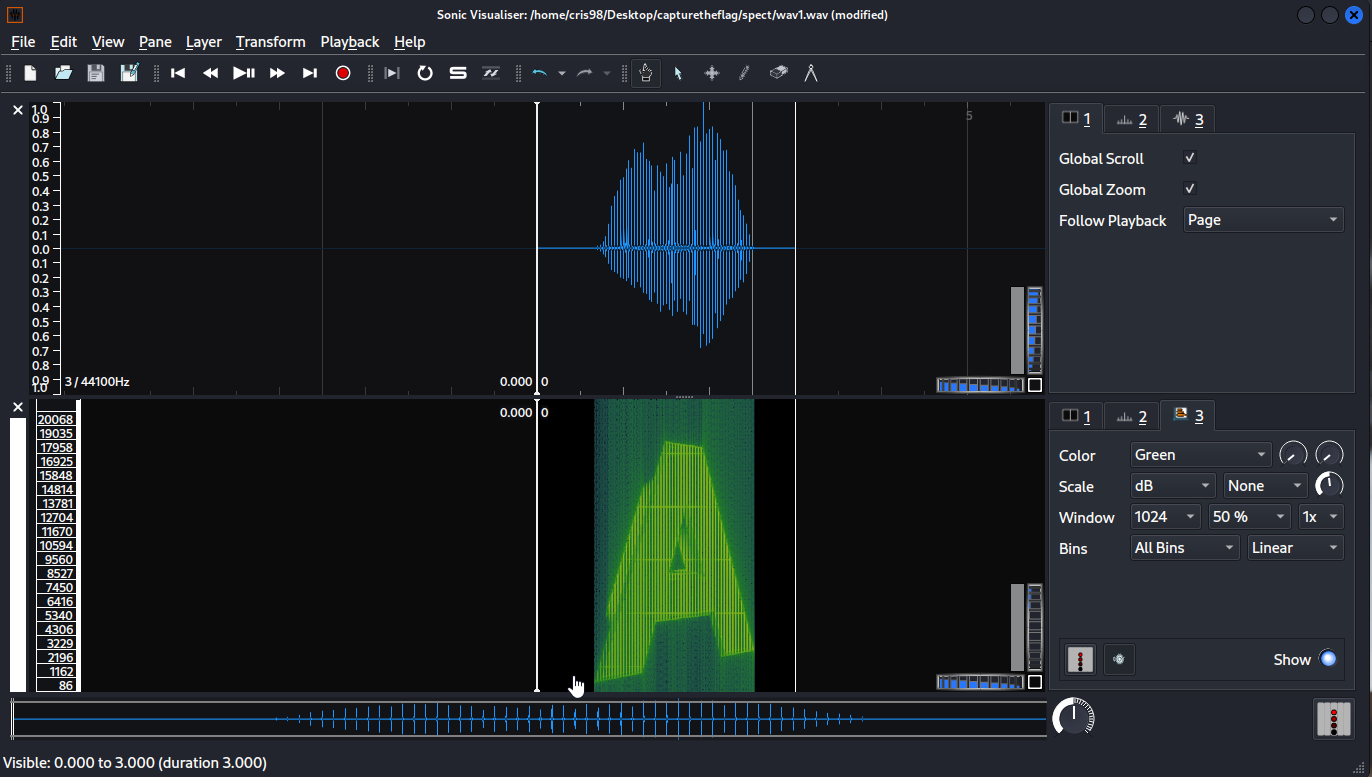 Sonic Visualiser: /home/cris98/Desktop/capturetheflag/spect/wav1.wav (modified)
File Edit View Pane Layer Transform Playback Help
1.0
0.9
0.8
0.7
0.6
0.5
0.4
0.3
0.2
0.1
0.0
0.1
0.2
0.3
0.4
0.5
0.6
0.7
0.8
0.9
1.0
5
3 / 44100Hz
0.000 0
1 2 3
Global Scroll
Global Zoom
Follow Playback Page
20068
19035
17958
16925
15848
14814
13781
12704
11670
10594
9560
8527
7450
6416
5340
4306
3229
2196
1162
86
0.000 0
A
1 2 3
Color Green
Scale dB None
Window 1024 50 % 1x
Bins All Bins Linear
Show
Visible: 0.000 to 3.000 (duration 3.000)